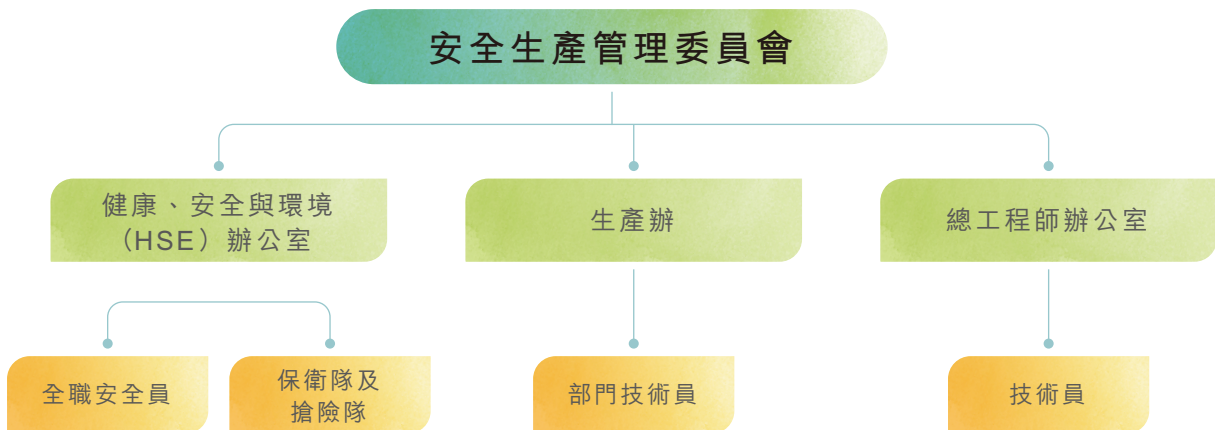 安全生產管理委員會
健康、安全與環境
（HSE）辦公室
生產辦
總工程師辦公室
全職安全員
保衛隊及
搶險隊
部門技術員
技術員